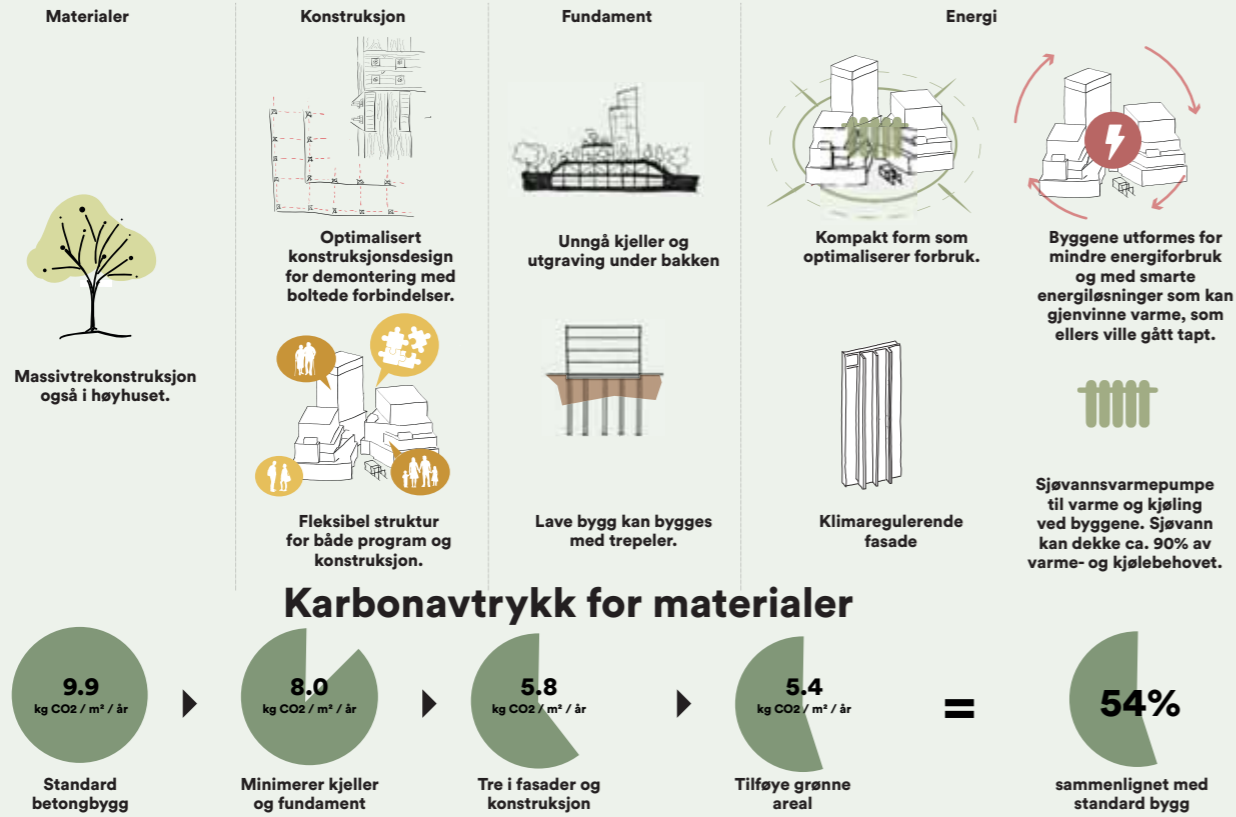 Materialer
Konstruksjon
Fundament
Energi
Massivtrekonstruksjon
også i høyhuset.
Optimalisert
konstruksjonsdesign
for demontering med
boltede forbindelser.
Fleksibel struktur
for både program og
konstruksjon.
Unngå kjeller og
utgraving under bakken
Lave bygg kan bygges
med trepeler.
Kompakt form som
optimaliserer forbruk.
Klimaregulerende
fasade
Byggene utformes for
mindre energiforbruk
og med smarte
energiløsninger som kan
gjenvinne varme, som
ellers ville gått tapt.
Sjøvannsvarmepumpe
til varme og kjøling
ved byggene. Sjøvann
kan dekke ca. 90% av
varme- og kjølebehovet.
Karbonavtrykk for materialer
9.9
kg CO2 / m² / år
Standard
betongbygg
8.0
kg CO2 / m² / år
Minimerer kjeller
og fundament
5.8
kg CO2 / m² / år
Tre i fasader og
konstruksjon
5.4
kg CO2 / m² / år
Tilføye grønne
areal
=
54%
sammenlignet med
standard bygg